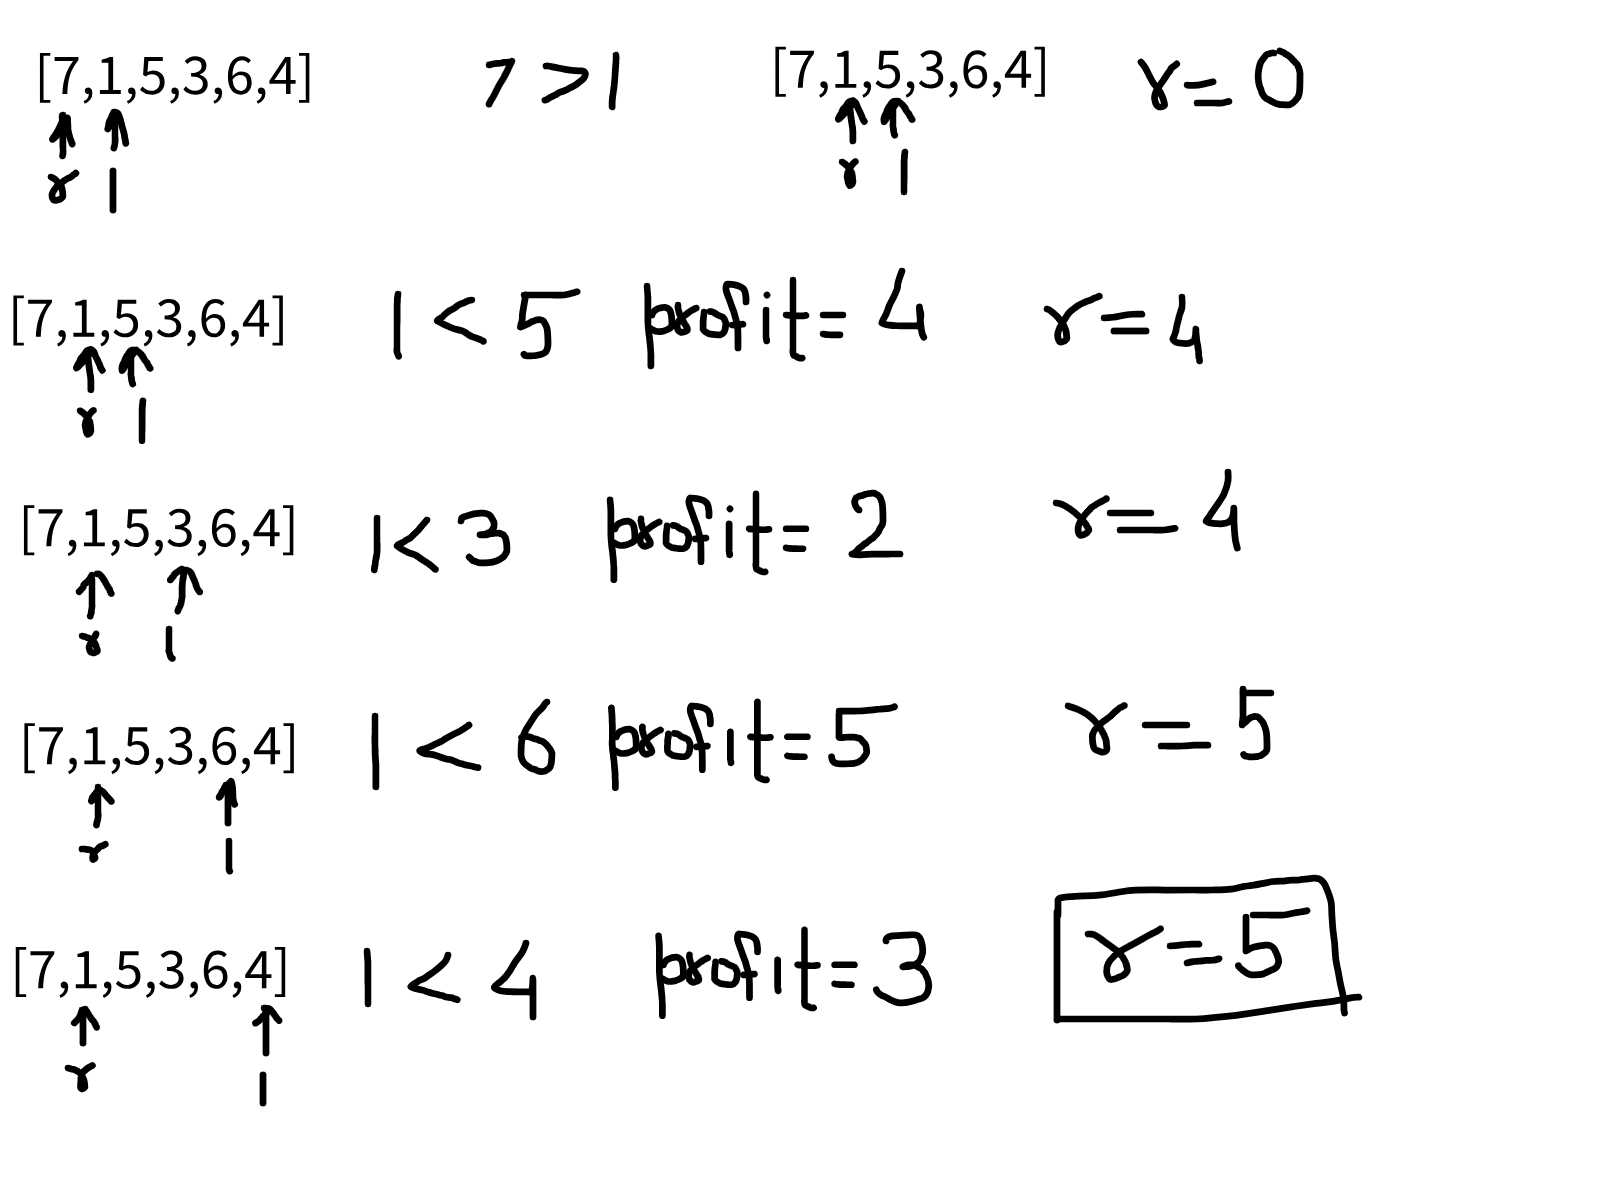 [7,1,5,3,6,4] 7 > 1 [7,1,5,3,6,4] r = 0
r l r l
[7,1,5,3,6,4] 1 < 5 profit = 4 r = 4
r l
[7,1,5,3,6,4] 1 < 3 profit = 2 r = 4
r l
[7,1,5,3,6,4] 1 < 6 profit = 5 r = 5
r l
[7,1,5,3,6,4] 1 < 4 profit = 3 r = 5
r l